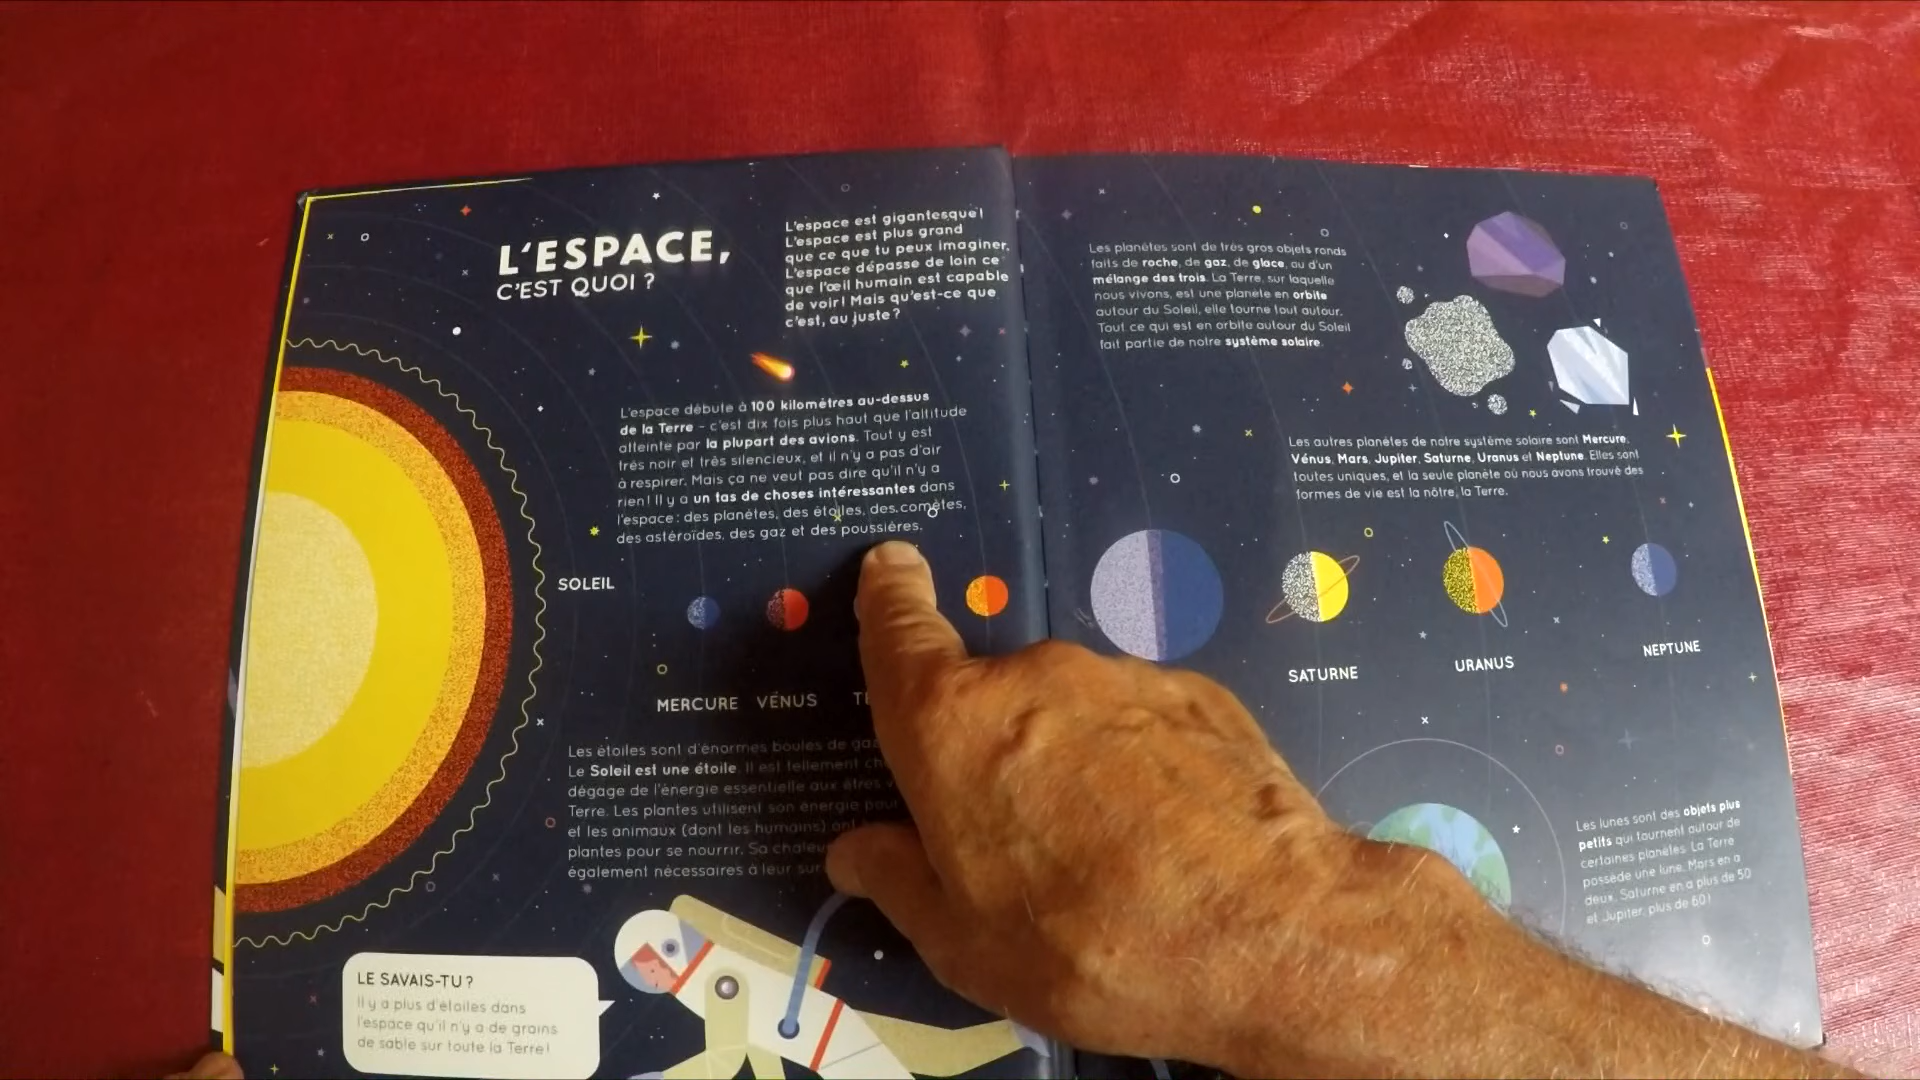 L'ESPACE,
C'EST QUOI ?
L'espace est gigantesque!
L'espace est plus grand
que ce que tu peux imaginer.
L'espace dépasse de loin ce
que l'œil humain est capable
de voir! Mais qu'est-ce que
c'est, au juste?
L'espace débute à 100 kilomètres au-dessus
de la Terre – c'est dix fois plus haut que l'altitude
atteinte par la plupart des avions. Tout y est
très noir et très silencieux, et il n'y a pas d'air
à respirer. Mais ça ne veut pas dire qu'il n'y a
rien! Il y a un tas de choses intéressantes dans
l'espace : des planètes, des étoiles, des comètes,
des astéroïdes, des gaz et des poussières.
SOLEIL
MERCURE VÉNUS
Les étoiles sont d'énormes boules de gaz
Le Soleil est une étoile. Il est tellement
dégage de l'énergie essentielle aux êtres
Terre. Les plantes utilisent son énergie pour
et les animaux (dont les humains) ont
plantes pour se nourrir. Sa chaleur
également nécessaires à leur
LE SAVAIS-TU ?
Il y a plus d'étoiles dans
l'espace qu'il n'y a de grains
de sable sur toute la Terre!
Les planètes sont de très gros objets ronds
faits de roche, de gaz, de glace, ou d'un
mélange des trois. La Terre, sur laquelle
nous vivons, est une planète en orbite
autour du Soleil, elle tourne tout autour.
Tout ce qui est en orbite autour du Soleil
fait partie de notre système solaire.
Les autres planètes de notre système solaire sont Mercure,
Vénus, Mars, Jupiter, Saturne, Uranus et Neptune. Elles sont
toutes uniques, et la seule planète où nous avons trouvé des
formes de vie est la nôtre, la Terre.
SATURNE
URANUS
NEPTUNE
Les lunes sont des objets plus
petits qui tournent autour de
certaines planètes. La Terre
possède une lune. Mars en a
deux, Saturne en a plus de 50
et Jupiter, plus de 60!